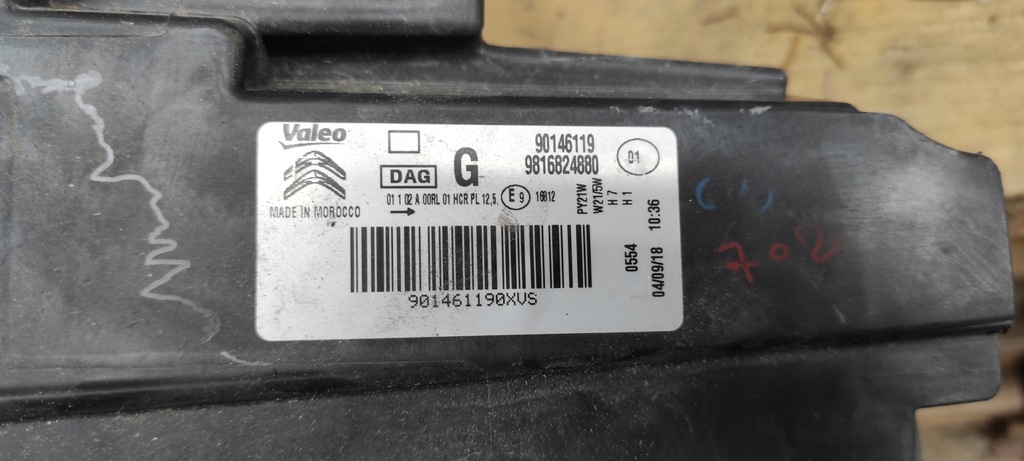 Valeo
MADE IN MOROCCO
DAG
G
90146119
9816824880
01
01 1 02 A 00RL 01 HCR PL 12,5
E9
16812
PY21W
W21/5W
H7
H1
0554
04/09/18 10:36
901461190XVS
702